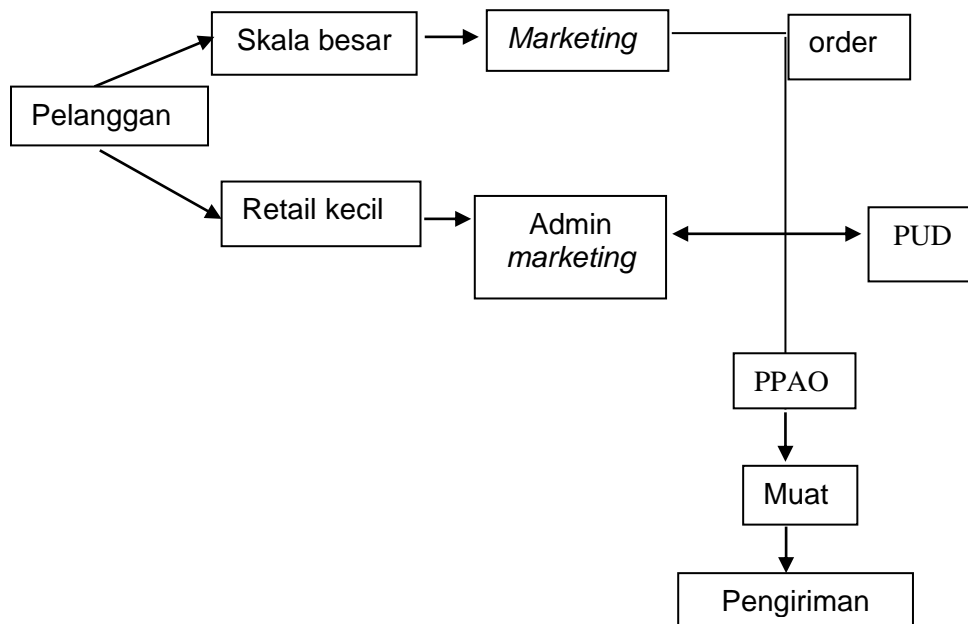 Skala besar
Marketing
order
Pelanggan
Retail kecil
Admin
marketing
PUD
PPAO
Muat
Pengiriman